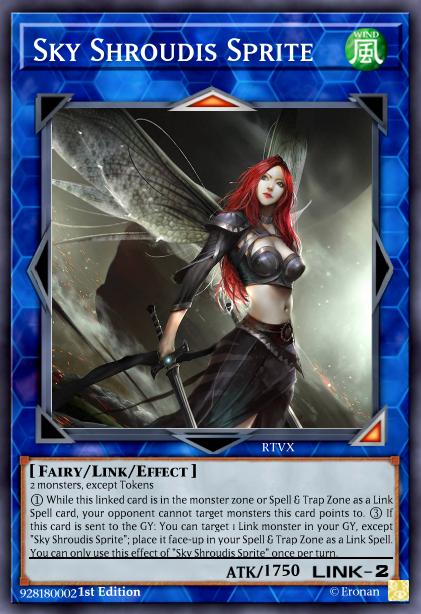 SKY SHROUDIS SPRITE
WIND
風
RTVX
[ FAIRY/LINK/EFFECT ]
2 monsters, except Tokens
① While this linked card is in the monster zone or Spell & Trap Zone as a Link
Spell card, your opponent cannot target monsters this card points to. ③ If
this card is sent to the GY: You can target 1 Link monster in your GY, except
"Sky Shroudis Sprite"; place it face-up in your Spell & Trap Zone as a Link Spell.
You can only use this effect of "Sky Shroudis Sprite" once per turn.
ATK/1750 LINK-2
928180002 1st Edition © Eronan